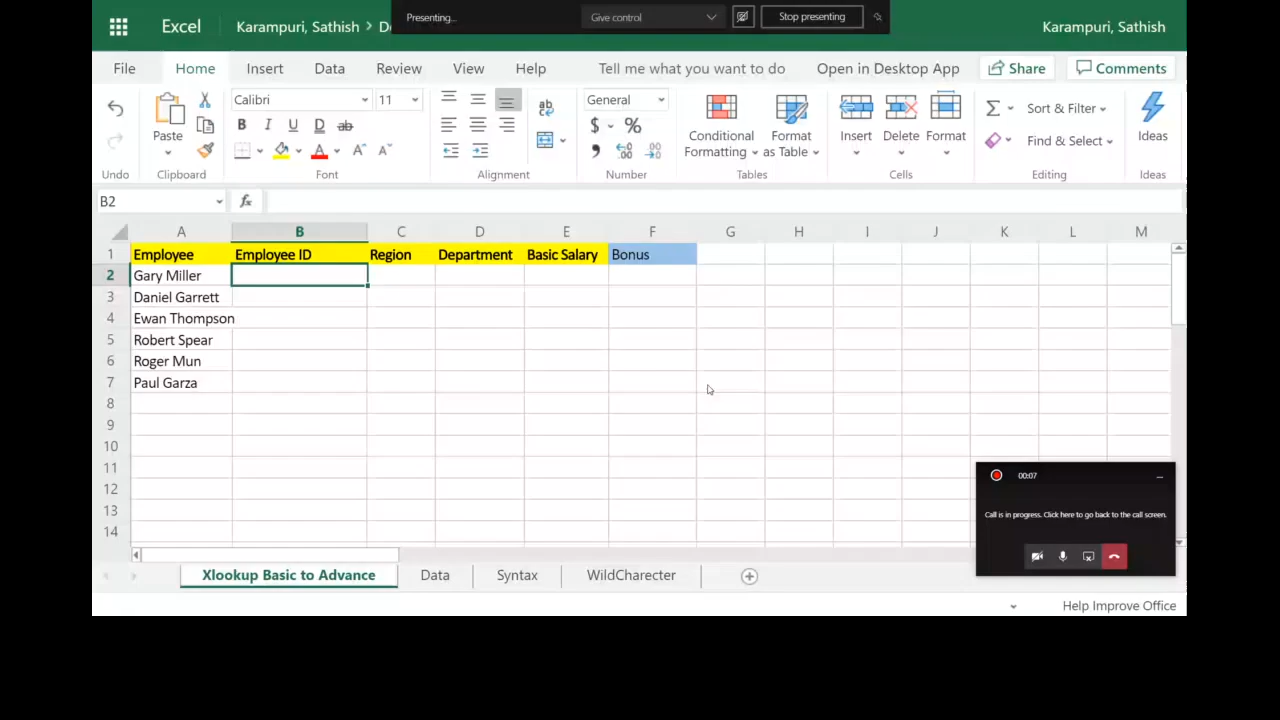 Presenting...
Give control
Stop presenting
Excel
Karampuri, Sathish >
Karampuri, Sathish
File Home Insert Data Review View Help Tell me what you want to do Open in Desktop App Share Comments
Calibri 11 General
Paste
Conditional Formatting
Format as Table
Insert Delete Format
Sort & Filter
Find & Select
Ideas
Undo Clipboard Font Alignment Number Tables Cells Editing Ideas
B2 fx
A B C D E F G H I J K L M
1 Employee Employee ID Region Department Basic Salary Bonus
2 Gary Miller
3 Daniel Garrett
4 Ewan Thompson
5 Robert Spear
6 Roger Mun
7 Paul Garza
8
9
10
11
12
13
14
00:07
Call is in progress. Click here to go back to the call screen.
Xlookup Basic to Advance Data Syntax WildCharecter
Help Improve Office